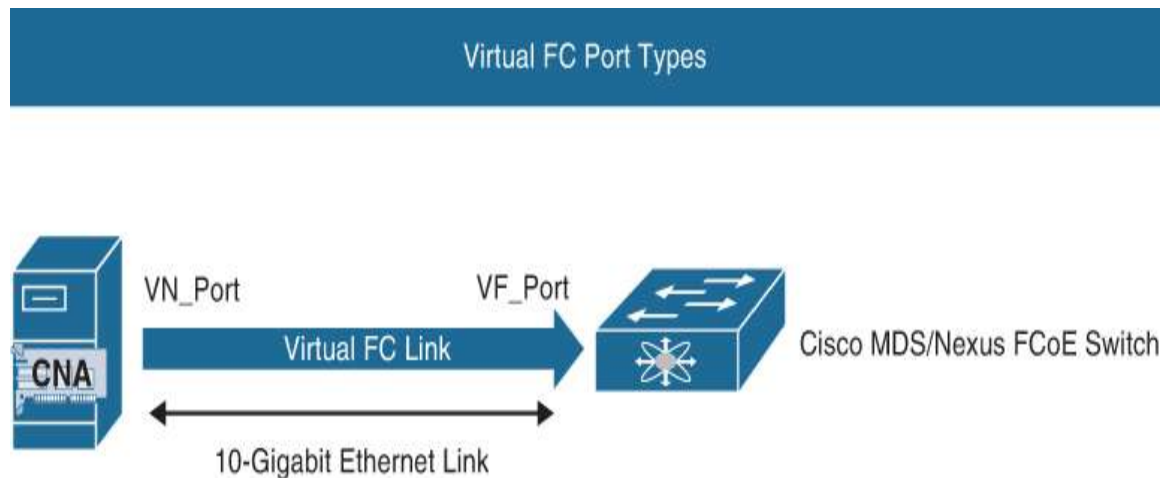 Virtual FC Port Types
VN_Port
VF_Port
Virtual FC Link
Cisco MDS/Nexus FCoE Switch
CNA
10-Gigabit Ethernet Link